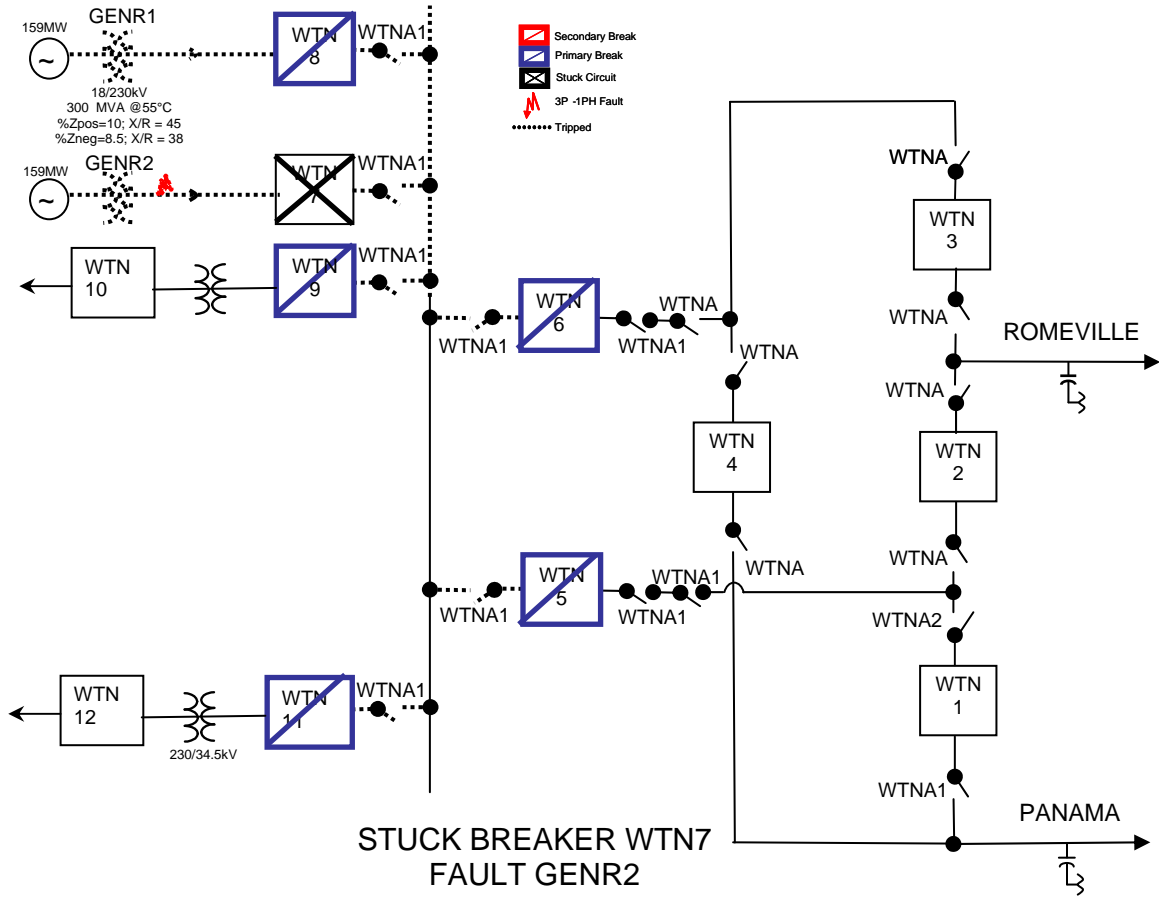 GENR1
159MW
~
18/230kV
300 MVA @55°C
%Zpos=10; X/R = 45
%Zneg=8.5; X/R = 38
WTN
8
WTNA1
Secondary Break
Primary Break
Stuck Circuit
3P -1PH Fault
Tripped
GENR2
159MW
~
WTN
7
WTNA1
WTN
10
WTN
9
WTNA1
WTNA1
WTN
6
WTNA1
WTNA
WTNA
WTN
4
WTNA
WTNA
WTN
3
WTNA
ROMEVILLE
WTNA
WTN
2
WTNA
WTNA1
WTN
5
WTNA1
WTNA1
WTNA2
WTN
1
WTNA1
PANAMA
WTN
12
230/34.5kV
WTN
11
WTNA1
STUCK BREAKER WTN7
FAULT GENR2